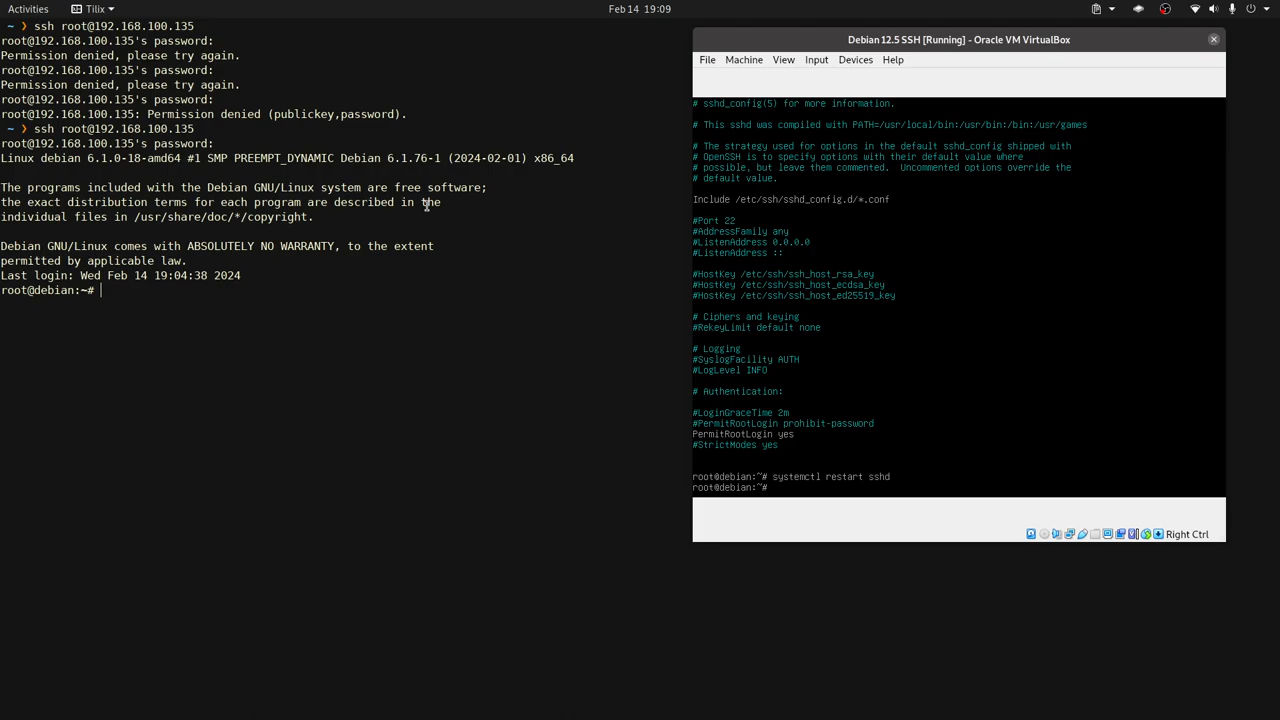 Activities
Tilix
Feb 14 19:09
~ ❯ ssh root@192.168.100.135
root@192.168.100.135's password:
Permission denied, please try again.
root@192.168.100.135's password:
Permission denied, please try again.
root@192.168.100.135's password:
root@192.168.100.135: Permission denied (publickey,password).
~ ❯ ssh root@192.168.100.135
root@192.168.100.135's password:
Linux debian 6.1.0-18-amd64 #1 SMP PREEMPT_DYNAMIC Debian 6.1.76-1 (2024-02-01) x86_64
The programs included with the Debian GNU/Linux system are free software;
the exact distribution terms for each program are described in the
individual files in /usr/share/doc/*/copyright.
Debian GNU/Linux comes with ABSOLUTELY NO WARRANTY, to the extent
permitted by applicable law.
Last login: Wed Feb 14 19:04:38 2024
root@debian:~#
Debian 12.5 SSH [Running] - Oracle VM VirtualBox
File Machine View Input Devices Help
# sshd_config(5) for more information.
# This sshd was compiled with PATH=/usr/local/bin:/usr/bin:/bin:/usr/games
# The strategy used for options in the default sshd_config shipped with
# OpenSSH is to specify options with their default value where
# possible, but leave them commented.  Uncommented options override the
# default value.
Include /etc/ssh/sshd_config.d/*.conf
#Port 22
#AddressFamily any
#ListenAddress 0.0.0.0
#ListenAddress ::
#HostKey /etc/ssh/ssh_host_rsa_key
#HostKey /etc/ssh/ssh_host_ecdsa_key
#HostKey /etc/ssh/ssh_host_ed25519_key
# Ciphers and keying
#RekeyLimit default none
# Logging
#SyslogFacility AUTH
#LogLevel INFO
# Authentication:
#LoginGraceTime 2m
#PermitRootLogin prohibit-password
PermitRootLogin yes
#StrictModes yes
root@debian:~# systemctl restart sshd
root@debian:~#
Right Ctrl